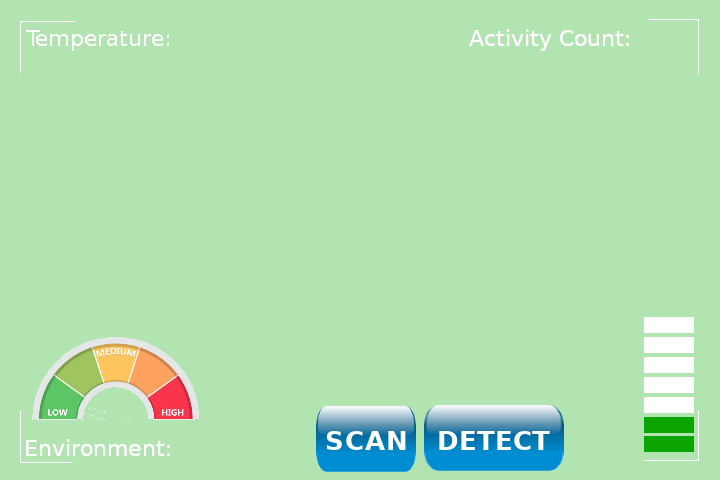 Temperature:
Activity Count:
MEDIUM
LOW
HIGH
Environment:
SCAN
DETECT